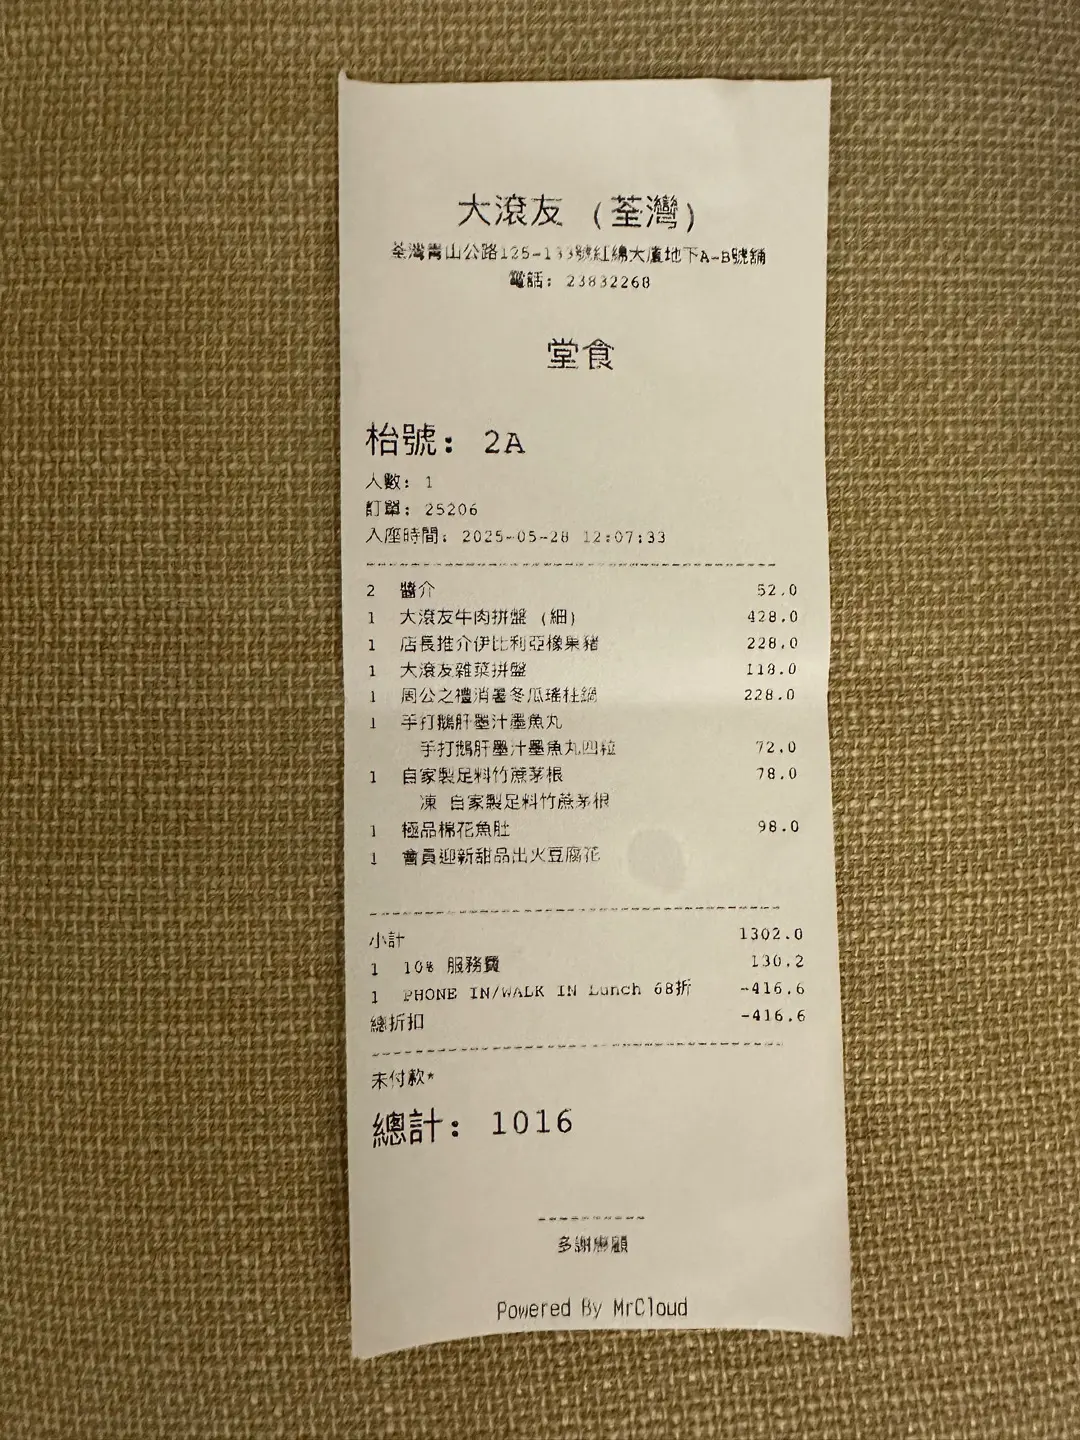 大滾友 (荃灣)
荃灣青山公路125-133號紅綿大廈地下A-B號舖
電話: 23832268
堂食
枱號: 2A
人數: 1
訂單: 25206
入座時間: 2025-05-28 12:07:33
2 醬介 52.0
1 大滾友牛肉拼盤 (細) 428.0
1 店長推介伊比利亞橡果豬 228.0
1 大滾友雜菜拼盤 118.0
1 周公之禮消暑冬瓜瑤柱鍋 228.0
1 手打鵝肝墨汁墨魚丸
手打鵝肝墨汁墨魚丸四粒 72.0
1 自家製足料竹蔗茅根 78.0
凍 自家製足料竹蔗茅根
1 極品棉花魚肚 98.0
1 會員迎新甜品出火豆腐花
小計 1302.0
1 10% 服務費 130.2
1 PHONE IN/WALK IN Lunch 68折 -416.6
總折扣 -416.6
未付款*
總計: 1016
多謝惠顧
Powered By MrCloud